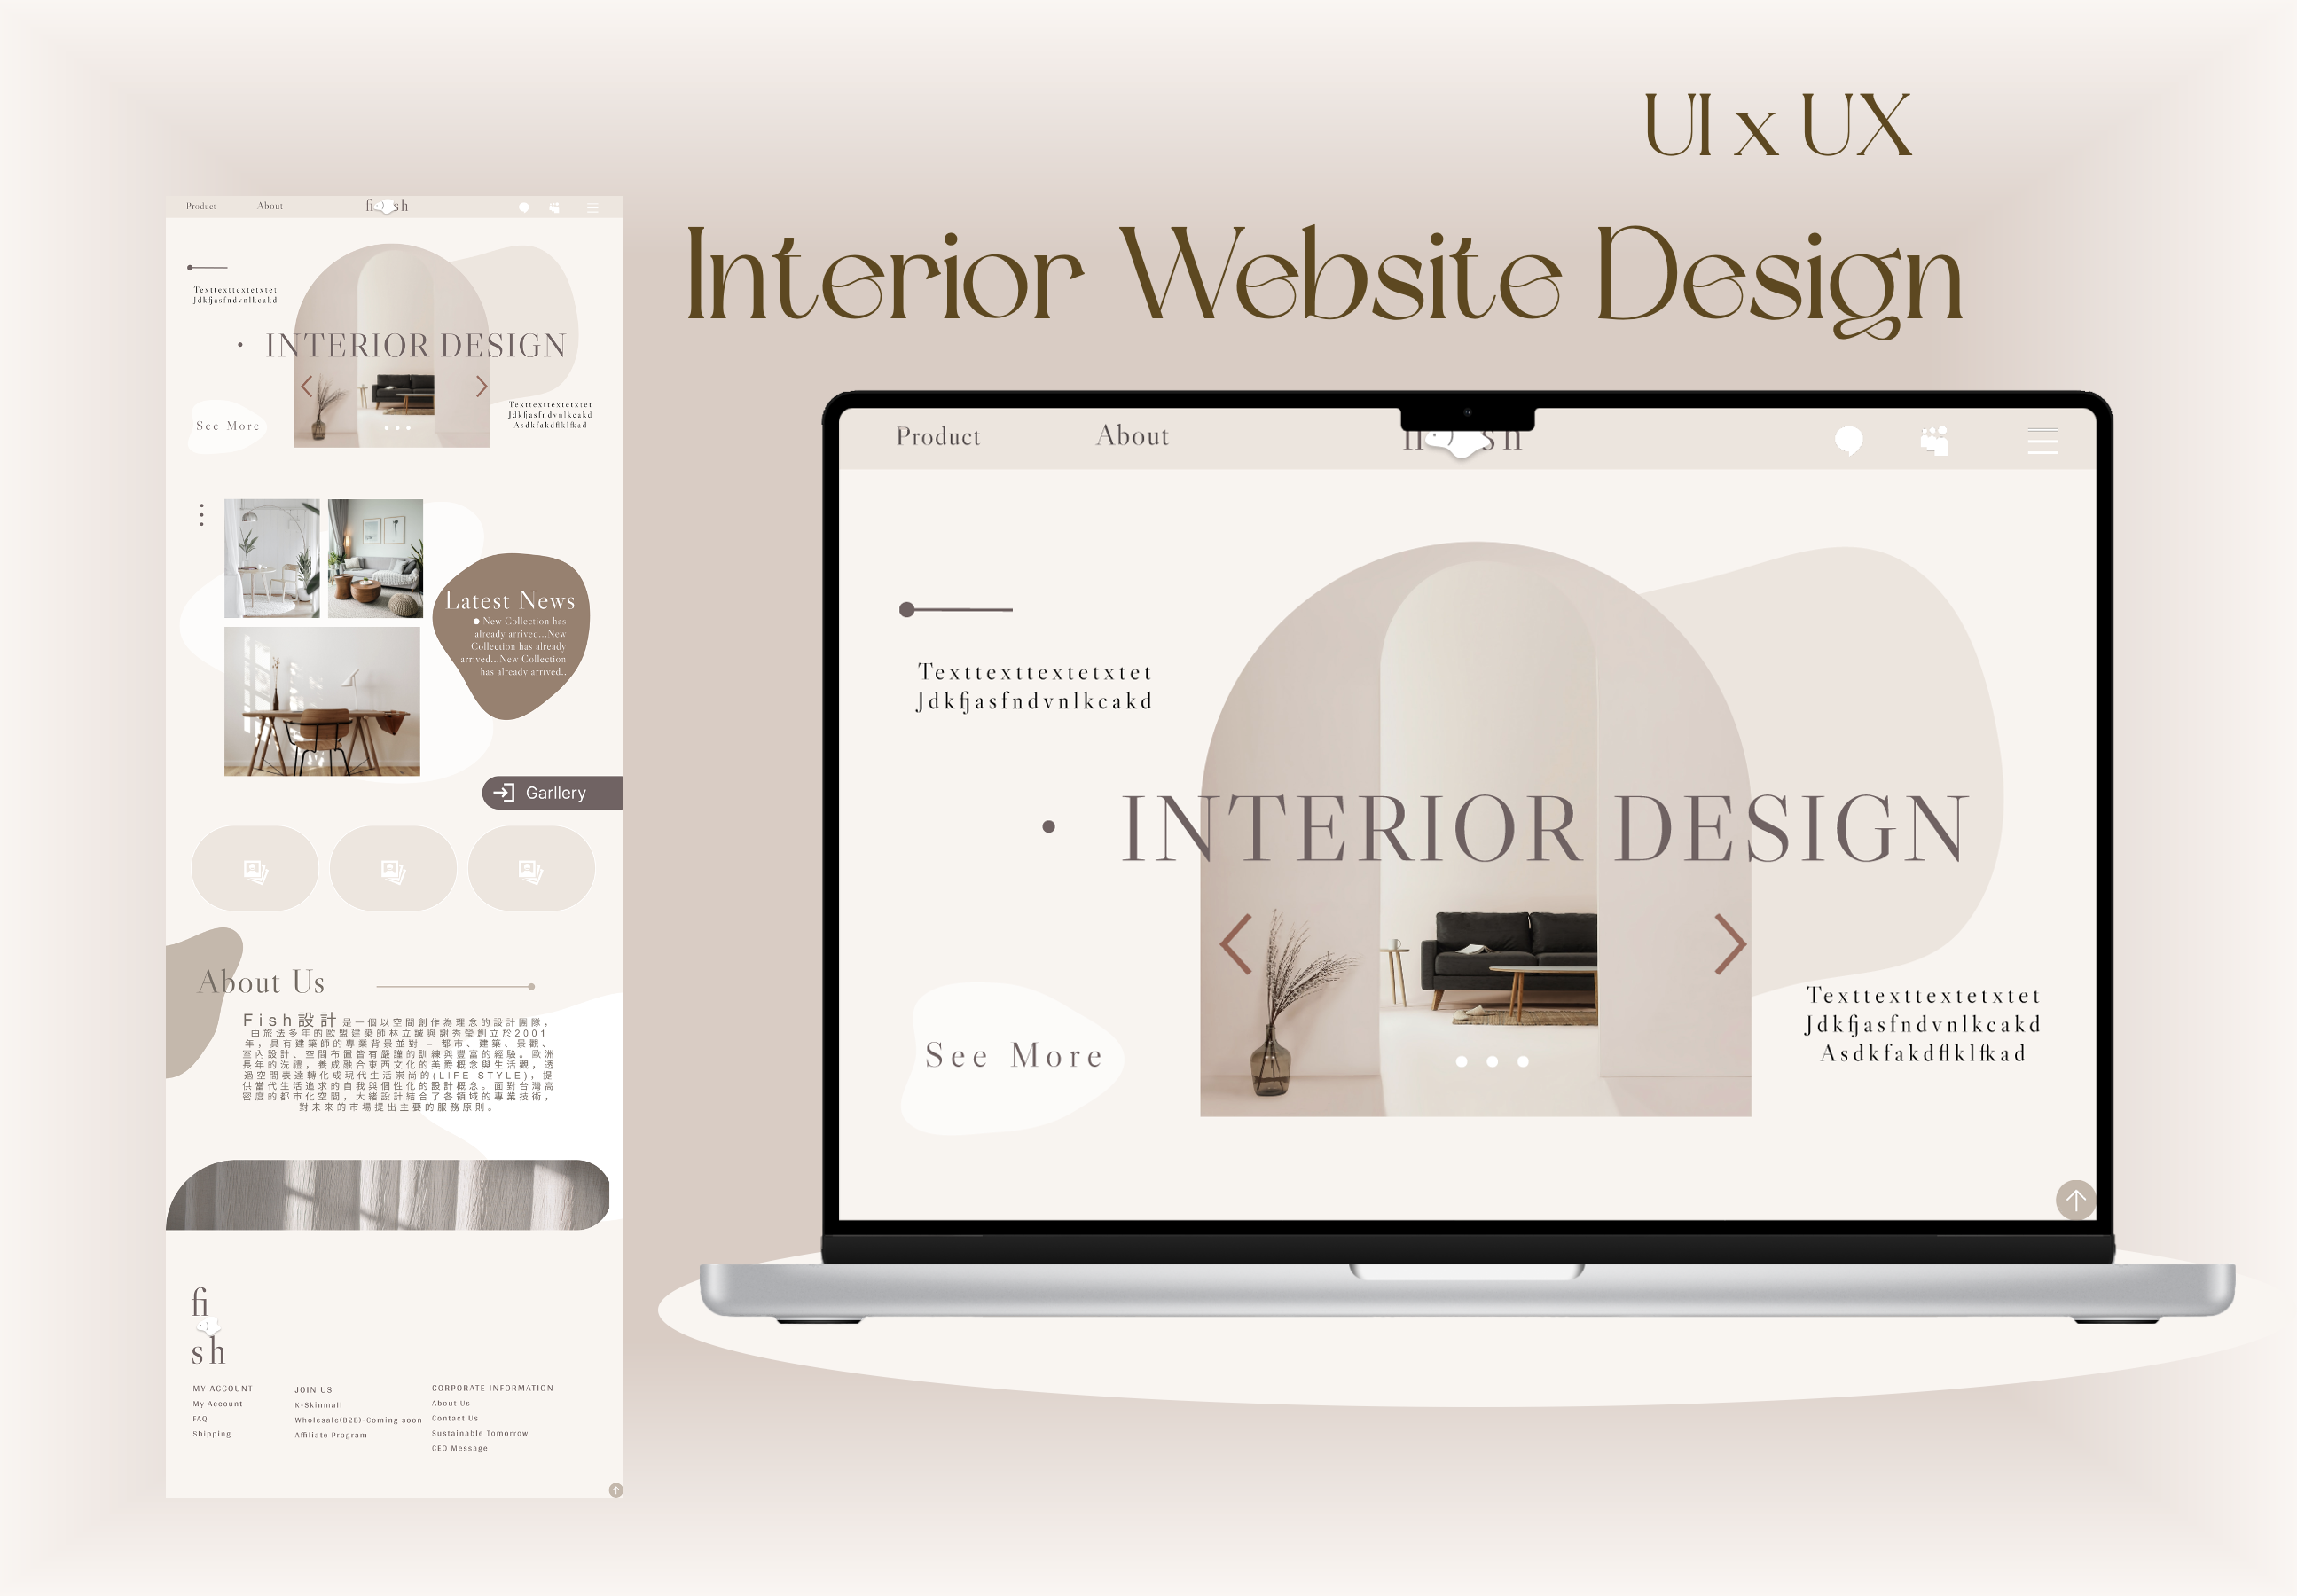 UI x UX
Interior Website Design
Product
About
fi sh
Texttexttextetxtet
Jdkfjasfndvnlkcakd
INTERIOR DESIGN
See More
Texttexttextetxtet
Jdkfjasfndvnlkcakd
Asdkfakdflklfkad
Latest News
New Collection has
already arrived...New
Collection has already
arrived...New Collection
has already arrived..
Garllery
About Us
Fish設計是一個以空間創作為理念的設計團隊，
由旅法多年的歐盟建築師林立誠與謝秀瑩創立於2001
年，具有建築師的專業背景並對 – 都市、建築、景觀、
室內設計、空間布置皆有嚴謹的訓練與豐富的經驗。歐洲
長年的洗禮，養成融合東西文化的美爵概念與生活觀，透
過空間表達轉化成現代生活崇尚的(LIFE STYLE)，提
供當代生活追求的自我與個性化的設計概念。面對台灣高
密度的都市化空間，大緒設計結合了各領域的專業技術，
對未來的市場提出主要的服務原則。
fi
sh
MY ACCOUNT
My Account
FAQ
Shipping
JOIN US
K-Skinmall
Wholesale(B2B)-Coming soon
Affiliate Program
CORPORATE INFORMATION
About Us
Contact Us
Sustainable Tomorrow
CEO Message
Product
About
fi sh
Texttexttextetxtet
Jdkfjasfndvnlkcakd
INTERIOR DESIGN
See More
Texttexttextetxtet
Jdkfjasfndvnlkcakd
Asdkfakdflklfkad